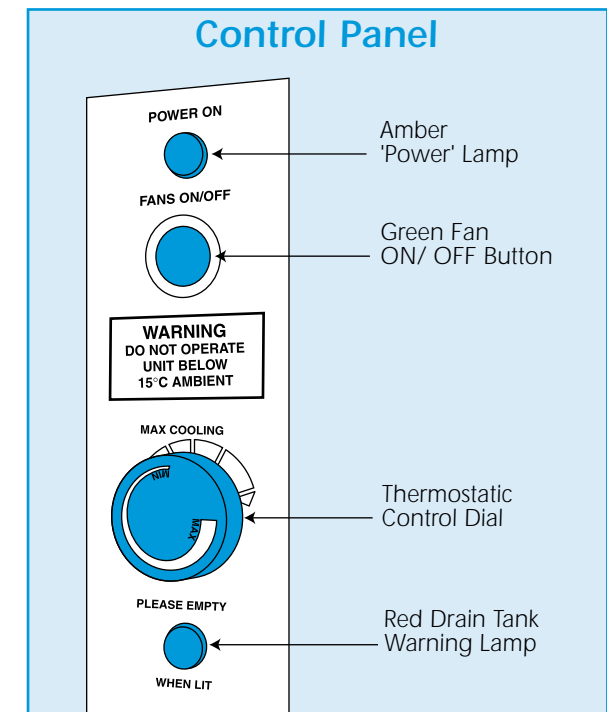 Control Panel
POWER ON
Amber
'Power' Lamp
FANS ON/OFF
Green Fan
ON/ OFF Button
WARNING
DO NOT OPERATE
UNIT BELOW
15°C AMBIENT
MAX COOLING
MIN
MAX
Thermostatic
Control Dial
PLEASE EMPTY
Red Drain Tank
Warning Lamp
WHEN LIT